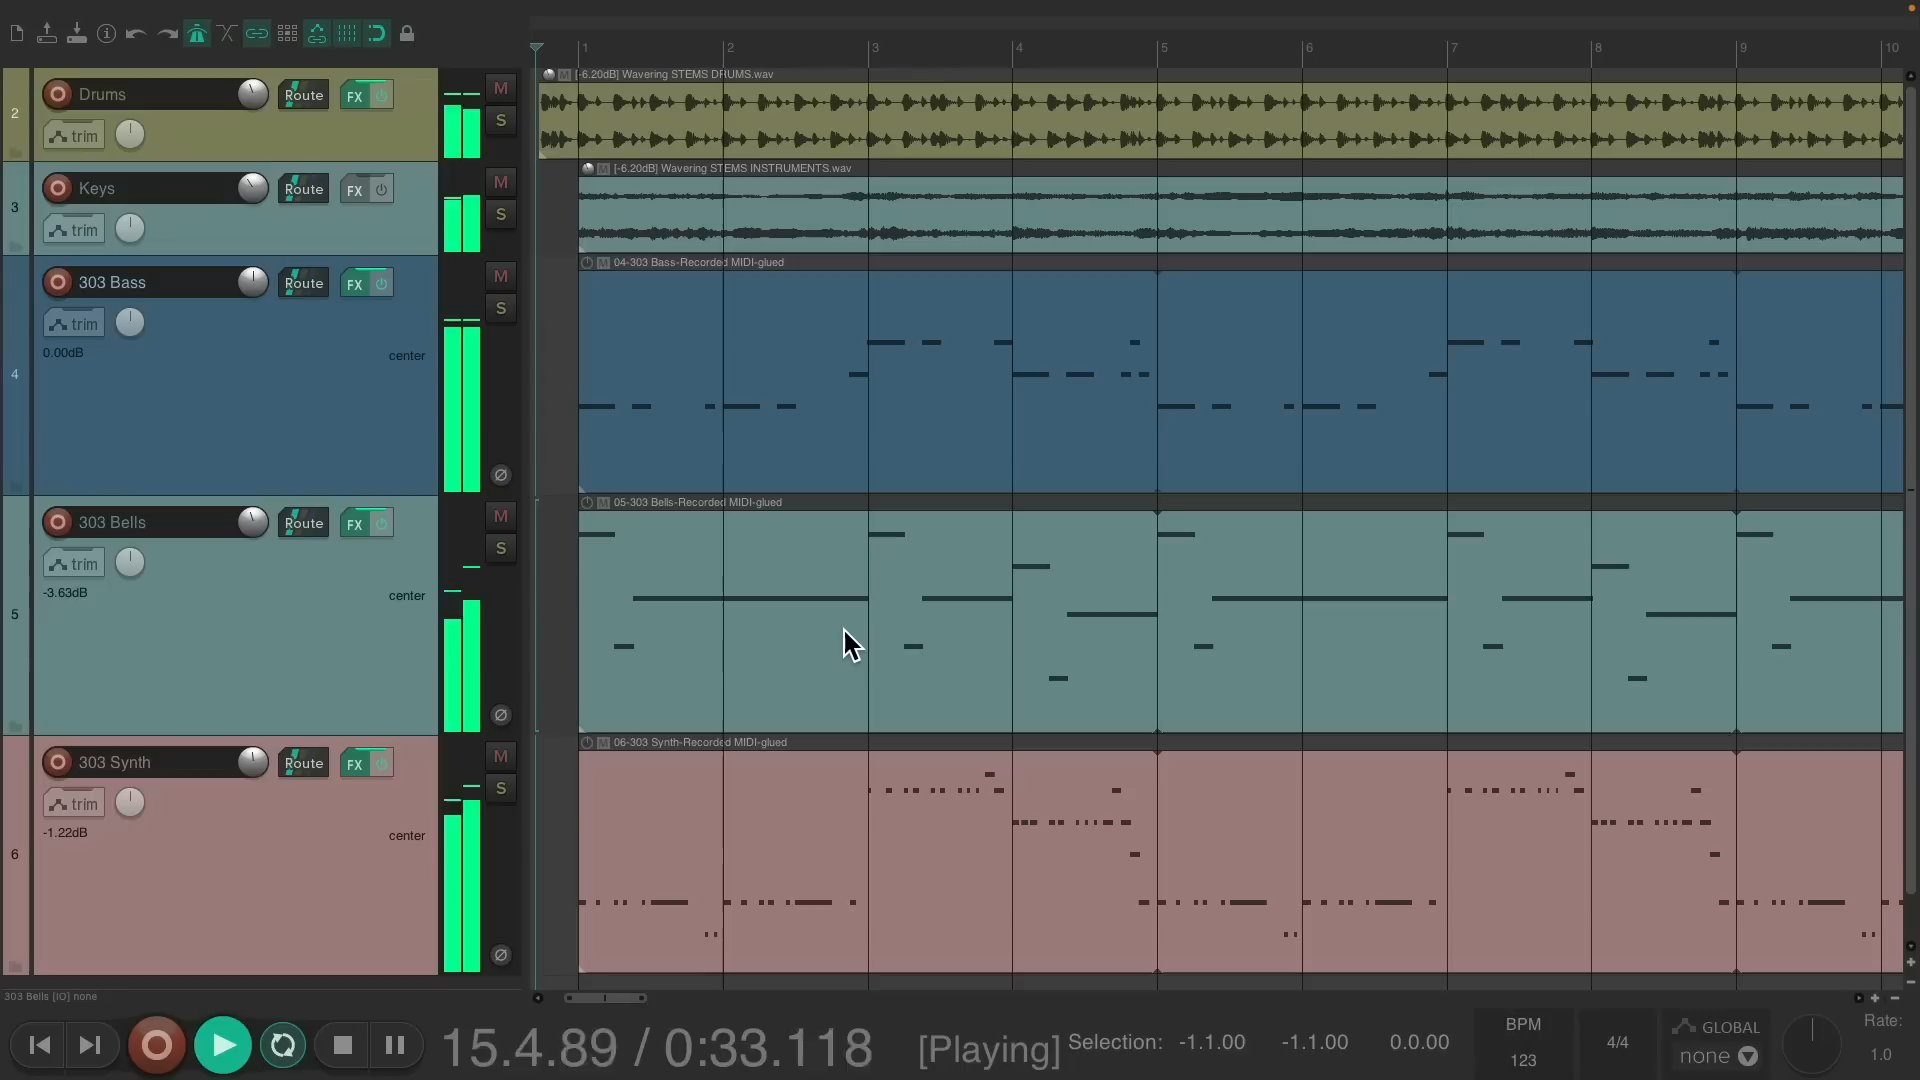 1 2 3 4 5 6 7 8 9 10
2 Drums Route FX M
S
trim
[-6.20dB] Wavering STEMS DRUMS.wav
3 Keys Route FX M
S
trim
[-6.20dB] Wavering STEMS INSTRUMENTS.wav
4 303 Bass Route FX M
S
trim
0.00dB center
04-303 Bass-Recorded MIDI-glued
5 303 Bells Route FX M
S
trim
-3.63dB center
05-303 Bells-Recorded MIDI-glued
6 303 Synth Route FX M
S
trim
-1.22dB center
06-303 Synth-Recorded MIDI-glued
303 Bells [IO] none
15.4.89 / 0:33.118 [Playing] Selection: -1.1.00 -1.1.00 0.0.00
BPM
123
4/4
GLOBAL
none
Rate:
1.0